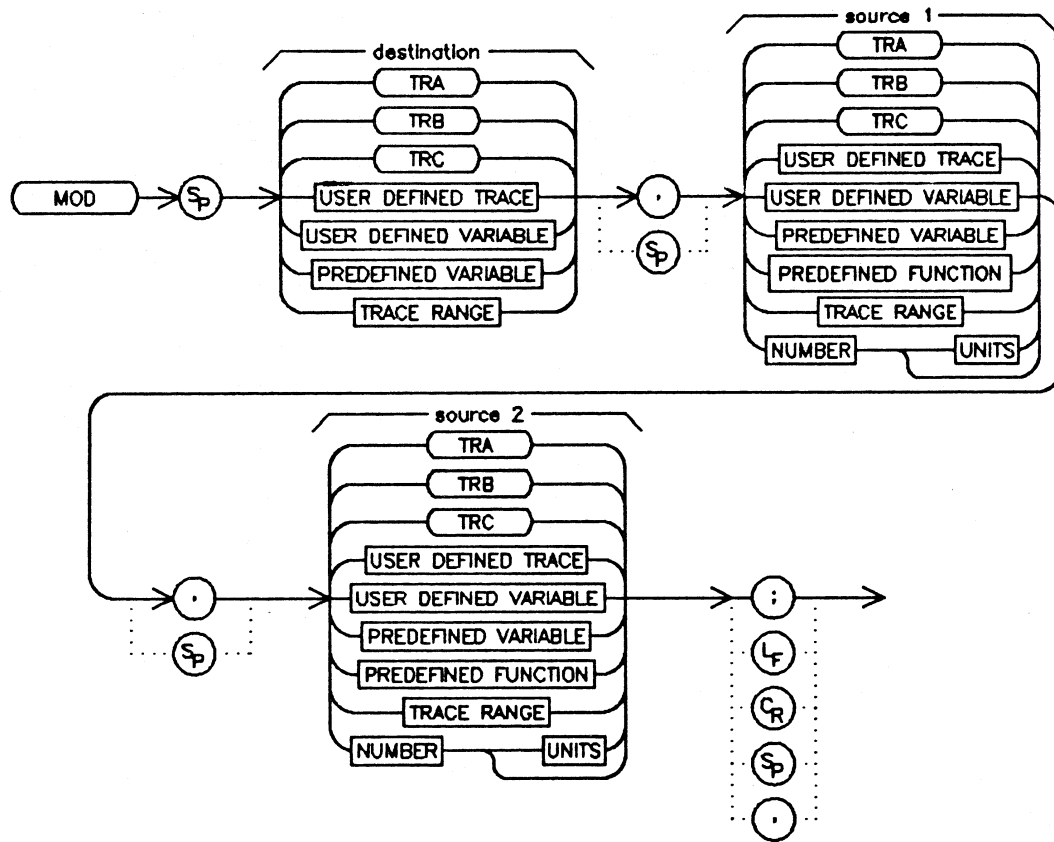 destination
TRA
TRB
TRC
USER DEFINED TRACE
USER DEFINED VARIABLE
PREDEFINED VARIABLE
TRACE RANGE
MOD
SP
,
SP
source 1
TRA
TRB
TRC
USER DEFINED TRACE
USER DEFINED VARIABLE
PREDEFINED VARIABLE
PREDEFINED FUNCTION
TRACE RANGE
NUMBER UNITS
,
SP
source 2
TRA
TRB
TRC
USER DEFINED TRACE
USER DEFINED VARIABLE
PREDEFINED VARIABLE
PREDEFINED FUNCTION
TRACE RANGE
NUMBER UNITS
;
LF
CR
SP
,